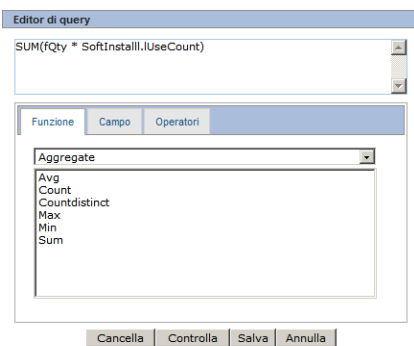 Editor di query
SUM(fQty * SoftInstalll.lUseCount)
Funzione Campo Operatori
Aggregate
Avg
Count
Countdistinct
Max
Min
Sum
Cancella Controlla Salva Annulla